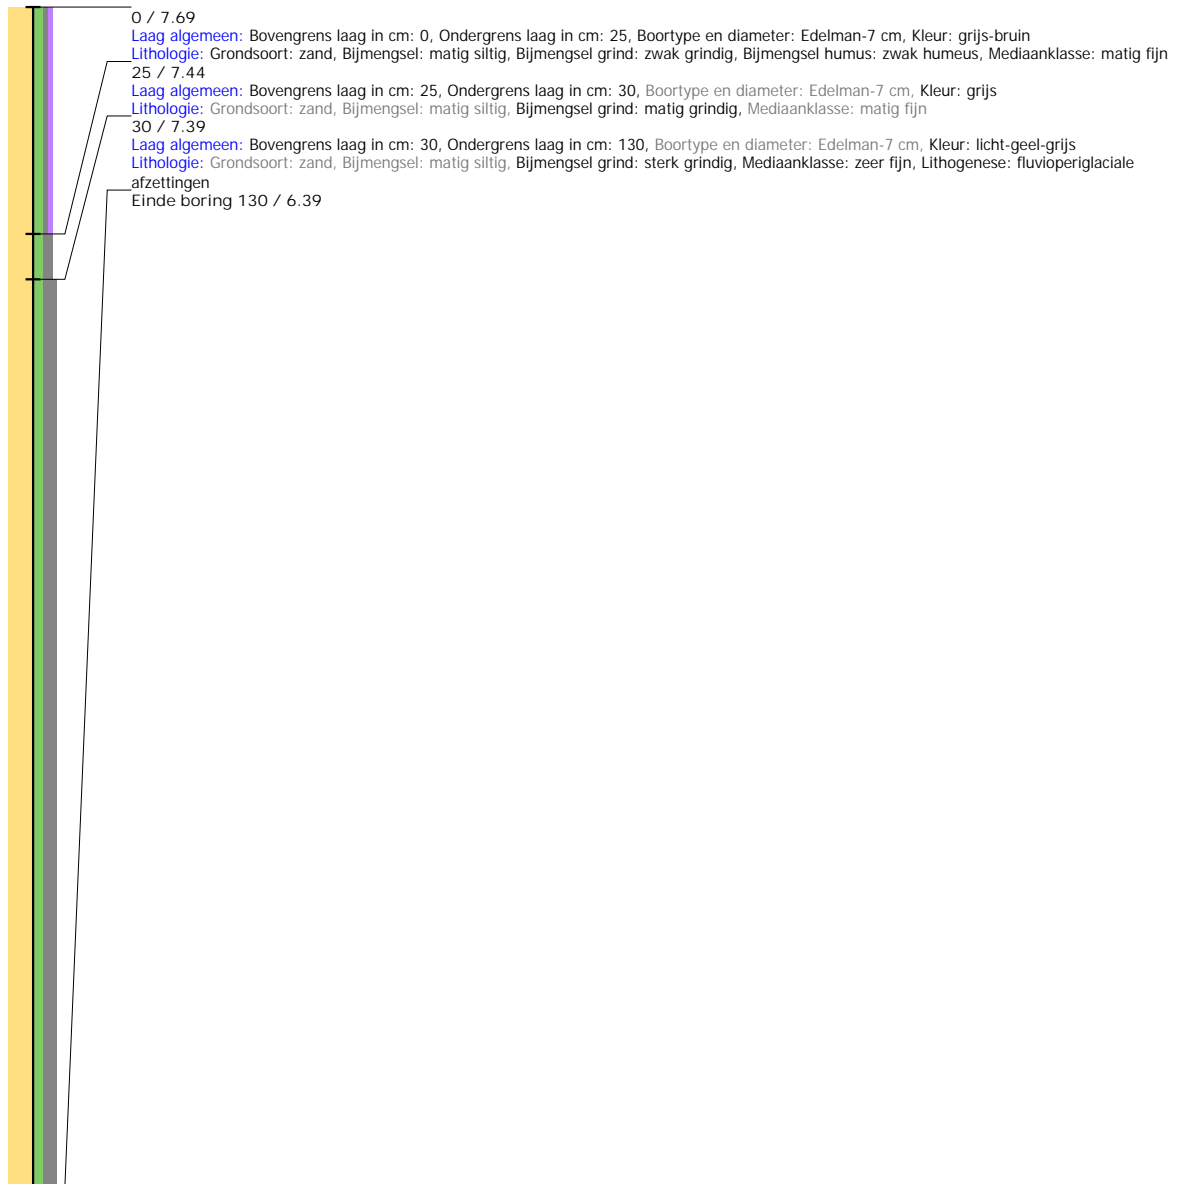 0 / 7.69
Laag algemeen: Bovengrens laag in cm: 0, Ondergrens laag in cm: 25, Boortype en diameter: Edelman-7 cm, Kleur: grijs-bruin
Lithologie: Grondsoort: zand, Bijmengsel: matig siltig, Bijmengsel grind: zwak grindig, Bijmengsel humus: zwak humeus, Mediaanklasse: matig fijn
25 / 7.44
Laag algemeen: Bovengrens laag in cm: 25, Ondergrens laag in cm: 30, Boortype en diameter: Edelman-7 cm, Kleur: grijs
Lithologie: Grondsoort: zand, Bijmengsel: matig siltig, Bijmengsel grind: matig grindig, Mediaanklasse: matig fijn
30 / 7.39
Laag algemeen: Bovengrens laag in cm: 30, Ondergrens laag in cm: 130, Boortype en diameter: Edelman-7 cm, Kleur: licht-geel-grijs
Lithologie: Grondsoort: zand, Bijmengsel: matig siltig, Bijmengsel grind: sterk grindig, Mediaanklasse: zeer fijn, Lithogenese: fluvioperiglaciale
afzettingen
Einde boring 130 / 6.39